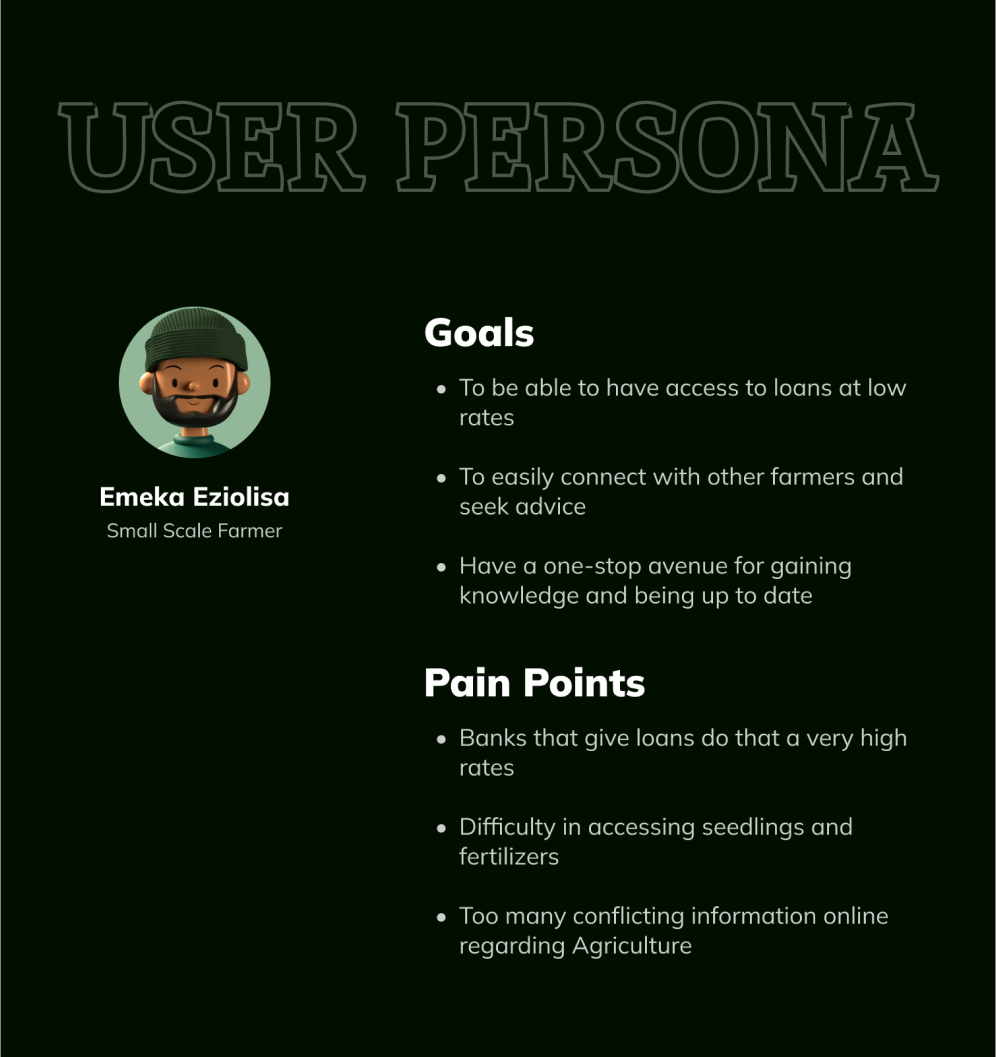 USER PERSONA
Emeka Eziolisa
Small Scale Farmer
Goals
• To be able to have access to loans at low
rates
• To easily connect with other farmers and
seek advice
• Have a one-stop avenue for gaining
knowledge and being up to date
Pain Points
• Banks that give loans do that a very high
rates
• Difficulty in accessing seedlings and
fertilizers
• Too many conflicting information online
regarding Agriculture